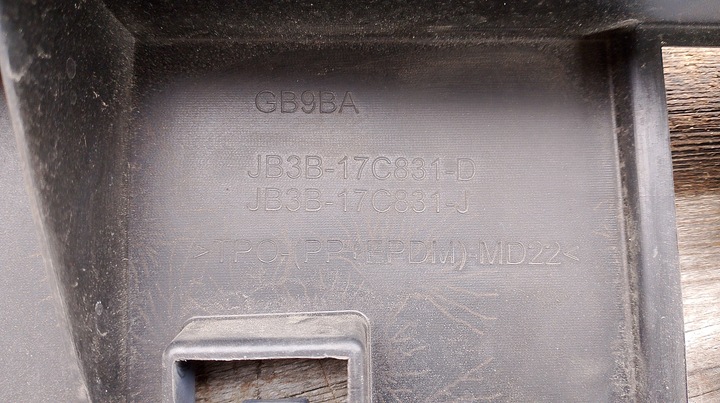 GB9BA
JB3B-17C831-D
JB3B-17C831-J
>TPO-(PP+EPDM)-MD22<